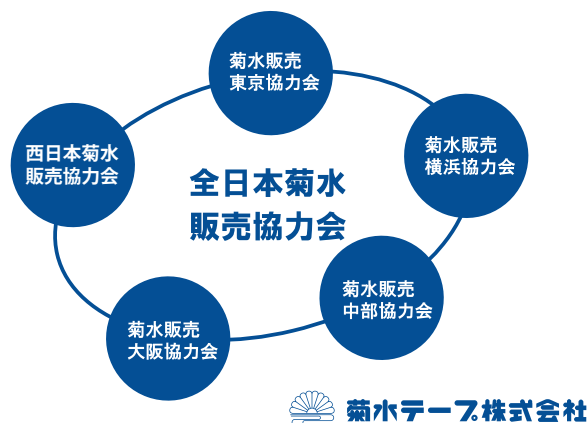 菊水販売
東京協力会
菊水販売
横浜協力会
西日本菊水
販売協力会
全日本菊水
販売協力会
菊水販売
中部協力会
菊水販売
大阪協力会
菊水テープ株式会社